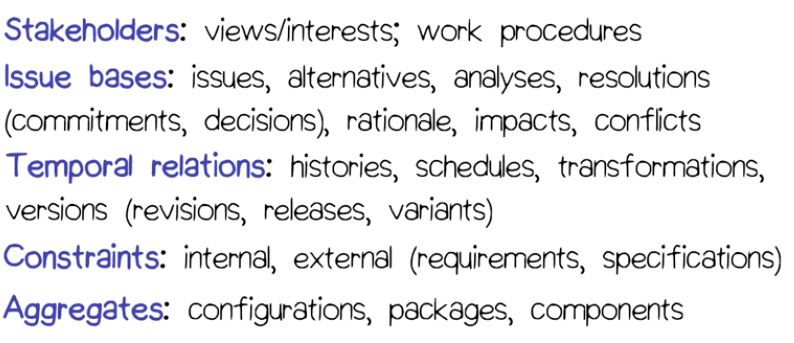 Stakeholders: views/interests; work procedures
Issue bases: issues, alternatives, analyses, resolutions
(commitments, decisions), rationale, impacts, conflicts
Temporal relations: histories, schedules, transformations,
versions (revisions, releases, variants)
Constraints: internal, external (requirements, specifications)
Aggregates: configurations, packages, components